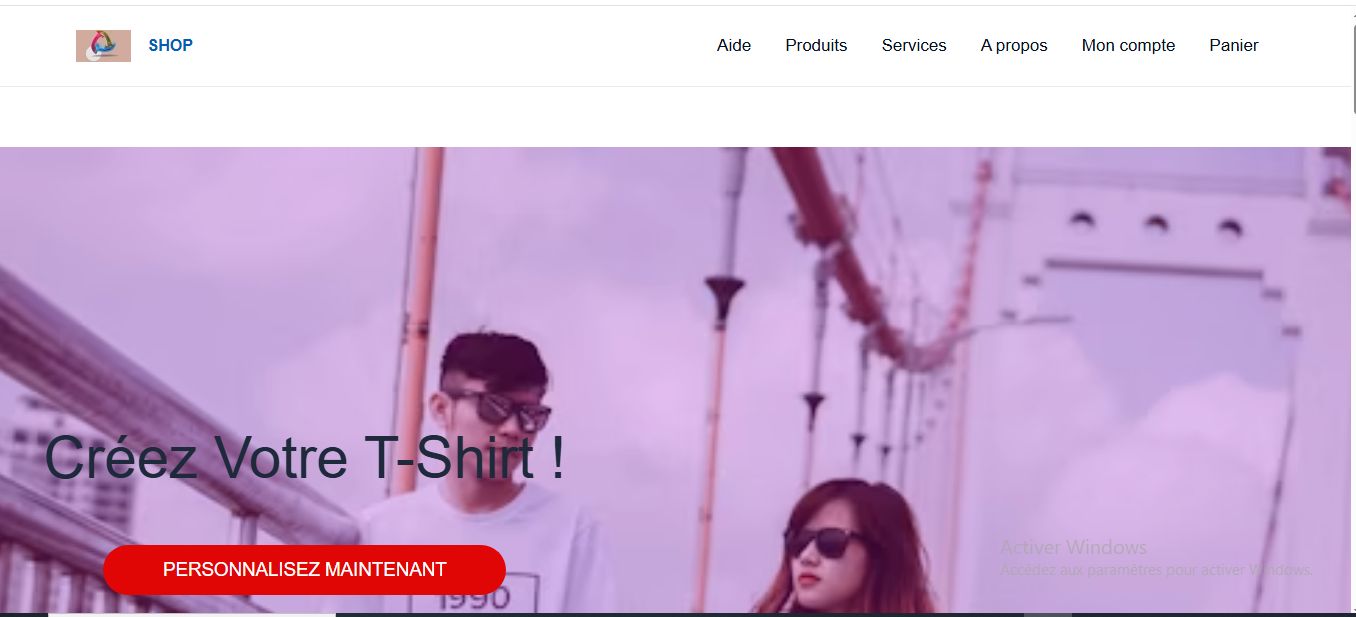 SHOP
Aide Produits Services A propos Mon compte Panier
Créez Votre T-Shirt !
PERSONNALISEZ MAINTENANT
1990
Activer Windows
Accédez aux paramètres pour activer Windows.